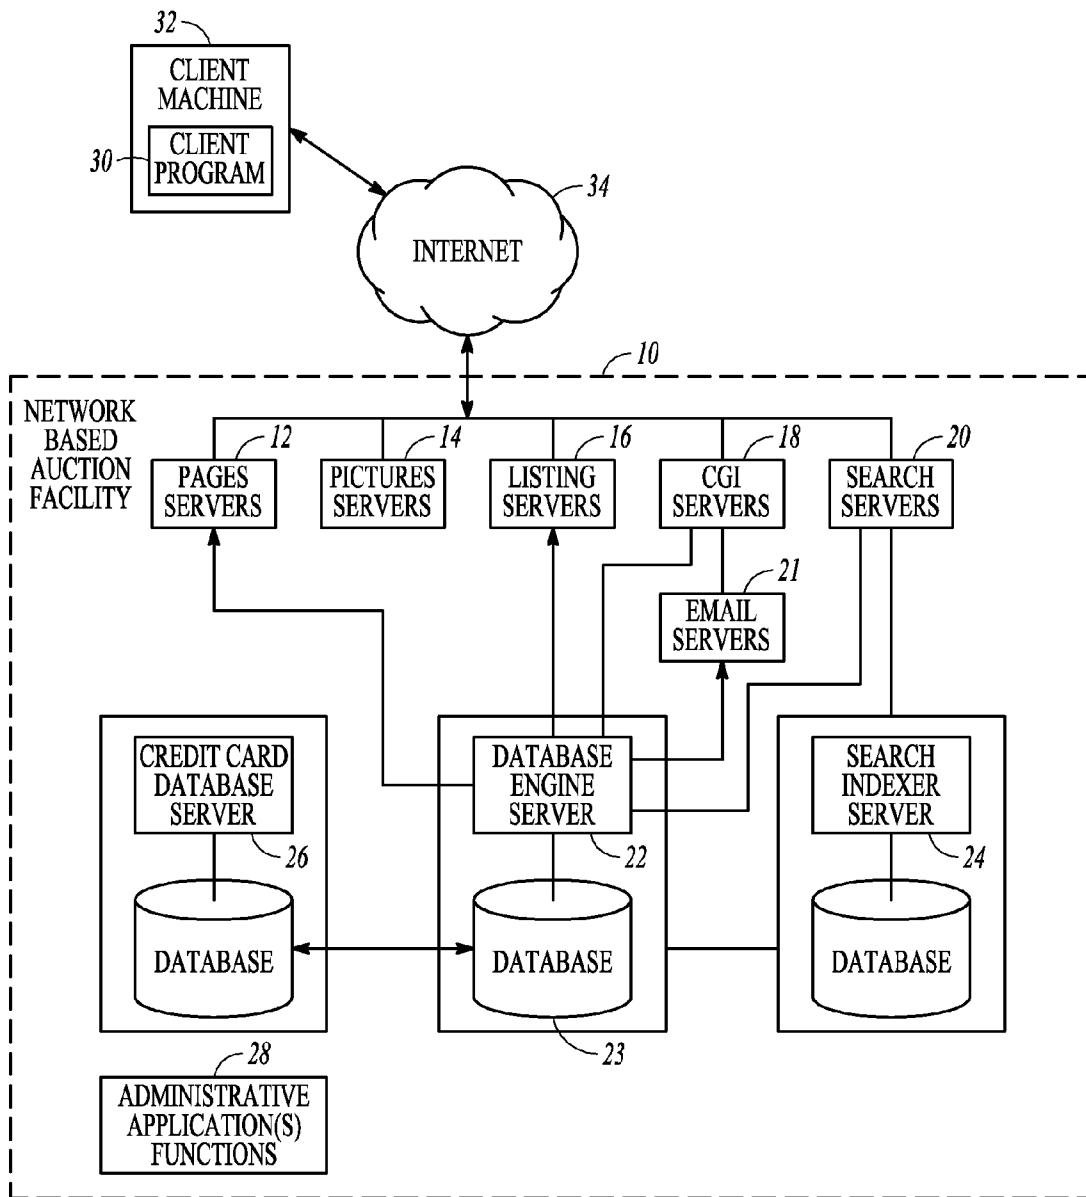 32
CLIENT
MACHINE
30
CLIENT
PROGRAM
34
INTERNET
10
NETWORK
BASED
AUCTION
FACILITY
12
PAGES
SERVERS
14
PICTURES
SERVERS
16
LISTING
SERVERS
18
CGI
SERVERS
20
SEARCH
SERVERS
21
EMAIL
SERVERS
CREDIT CARD
DATABASE
SERVER
26
DATABASE
DATABASE
ENGINE
SERVER
22
DATABASE
23
SEARCH
INDEXER
SERVER
24
DATABASE
28
ADMINISTRATIVE
APPLICATION(S)
FUNCTIONS